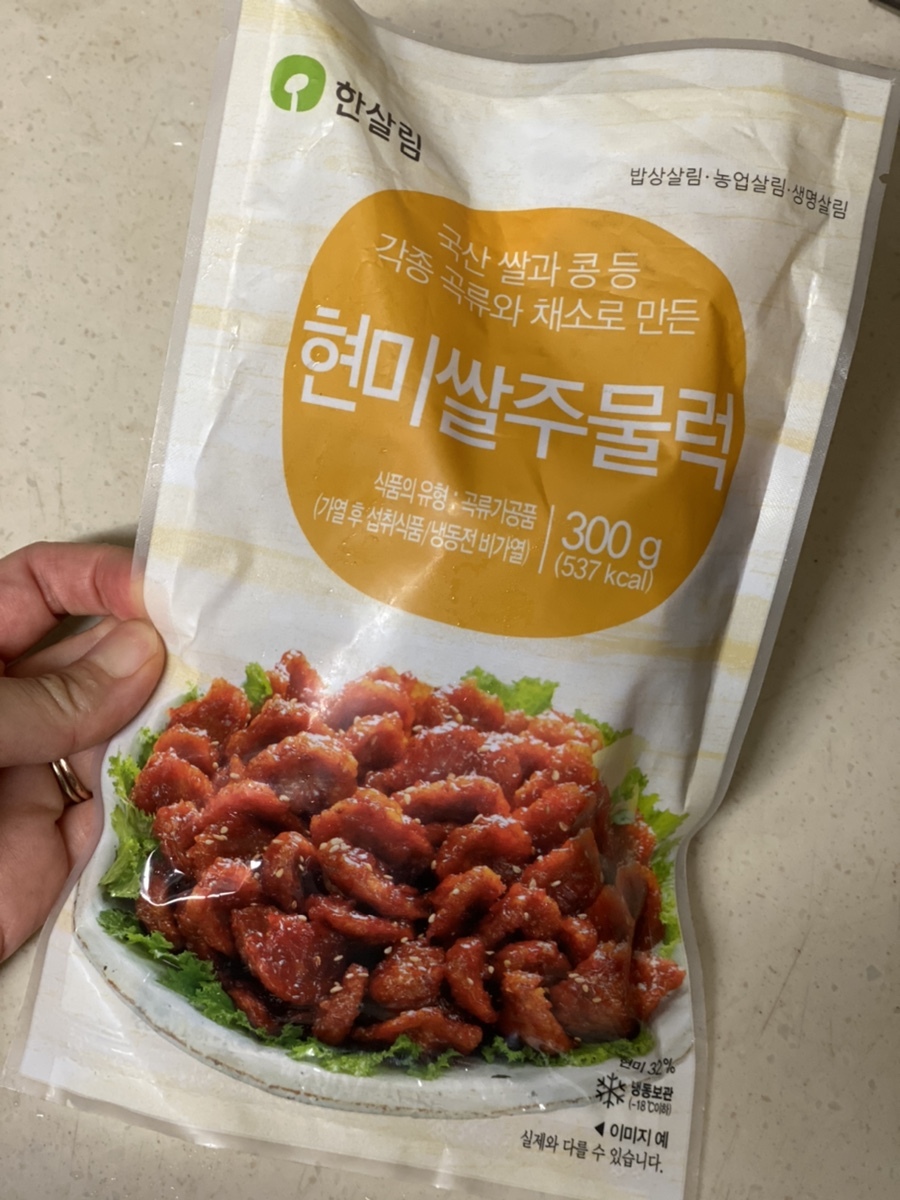 한살림
밥상살림·농업살림·생명살림
국산 쌀과 콩 등
각종 곡류와 채소로 만든
현미쌀주물럭
식품의 유형 : 곡류가공품
(가열 후 섭취식품/냉동전 비가열)
300 g
(537 kcal)
현미 32%
냉동보관
(-18℃이하)
◀ 이미지 예
실제와 다를 수 있습니다.